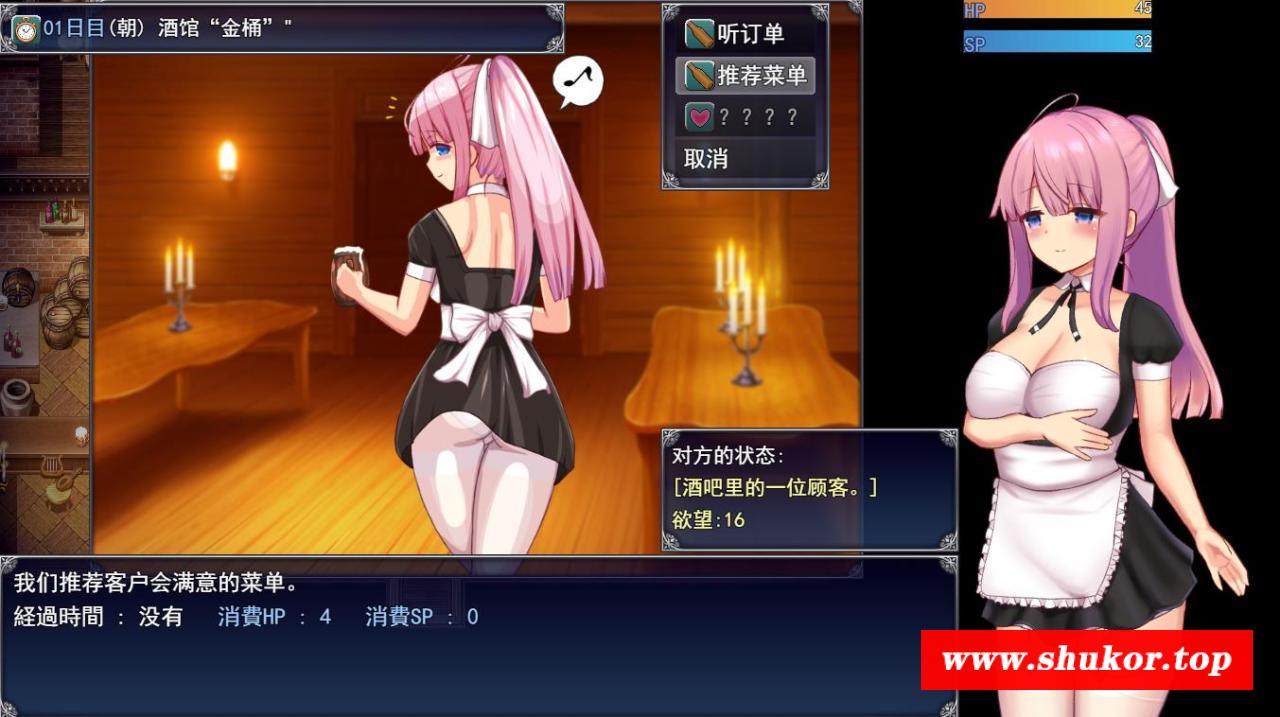 01日目(朝) 酒馆“金桶”"
听订单
推荐菜单
？？？？
取消
HP 45
SP 32
对方的状态:
[酒吧里的一位顾客。]
欲望:16
我们推荐客户会满意的菜单。
経過時間 : 没有 消費HP : 4 消費SP : 0
www.shukor.top